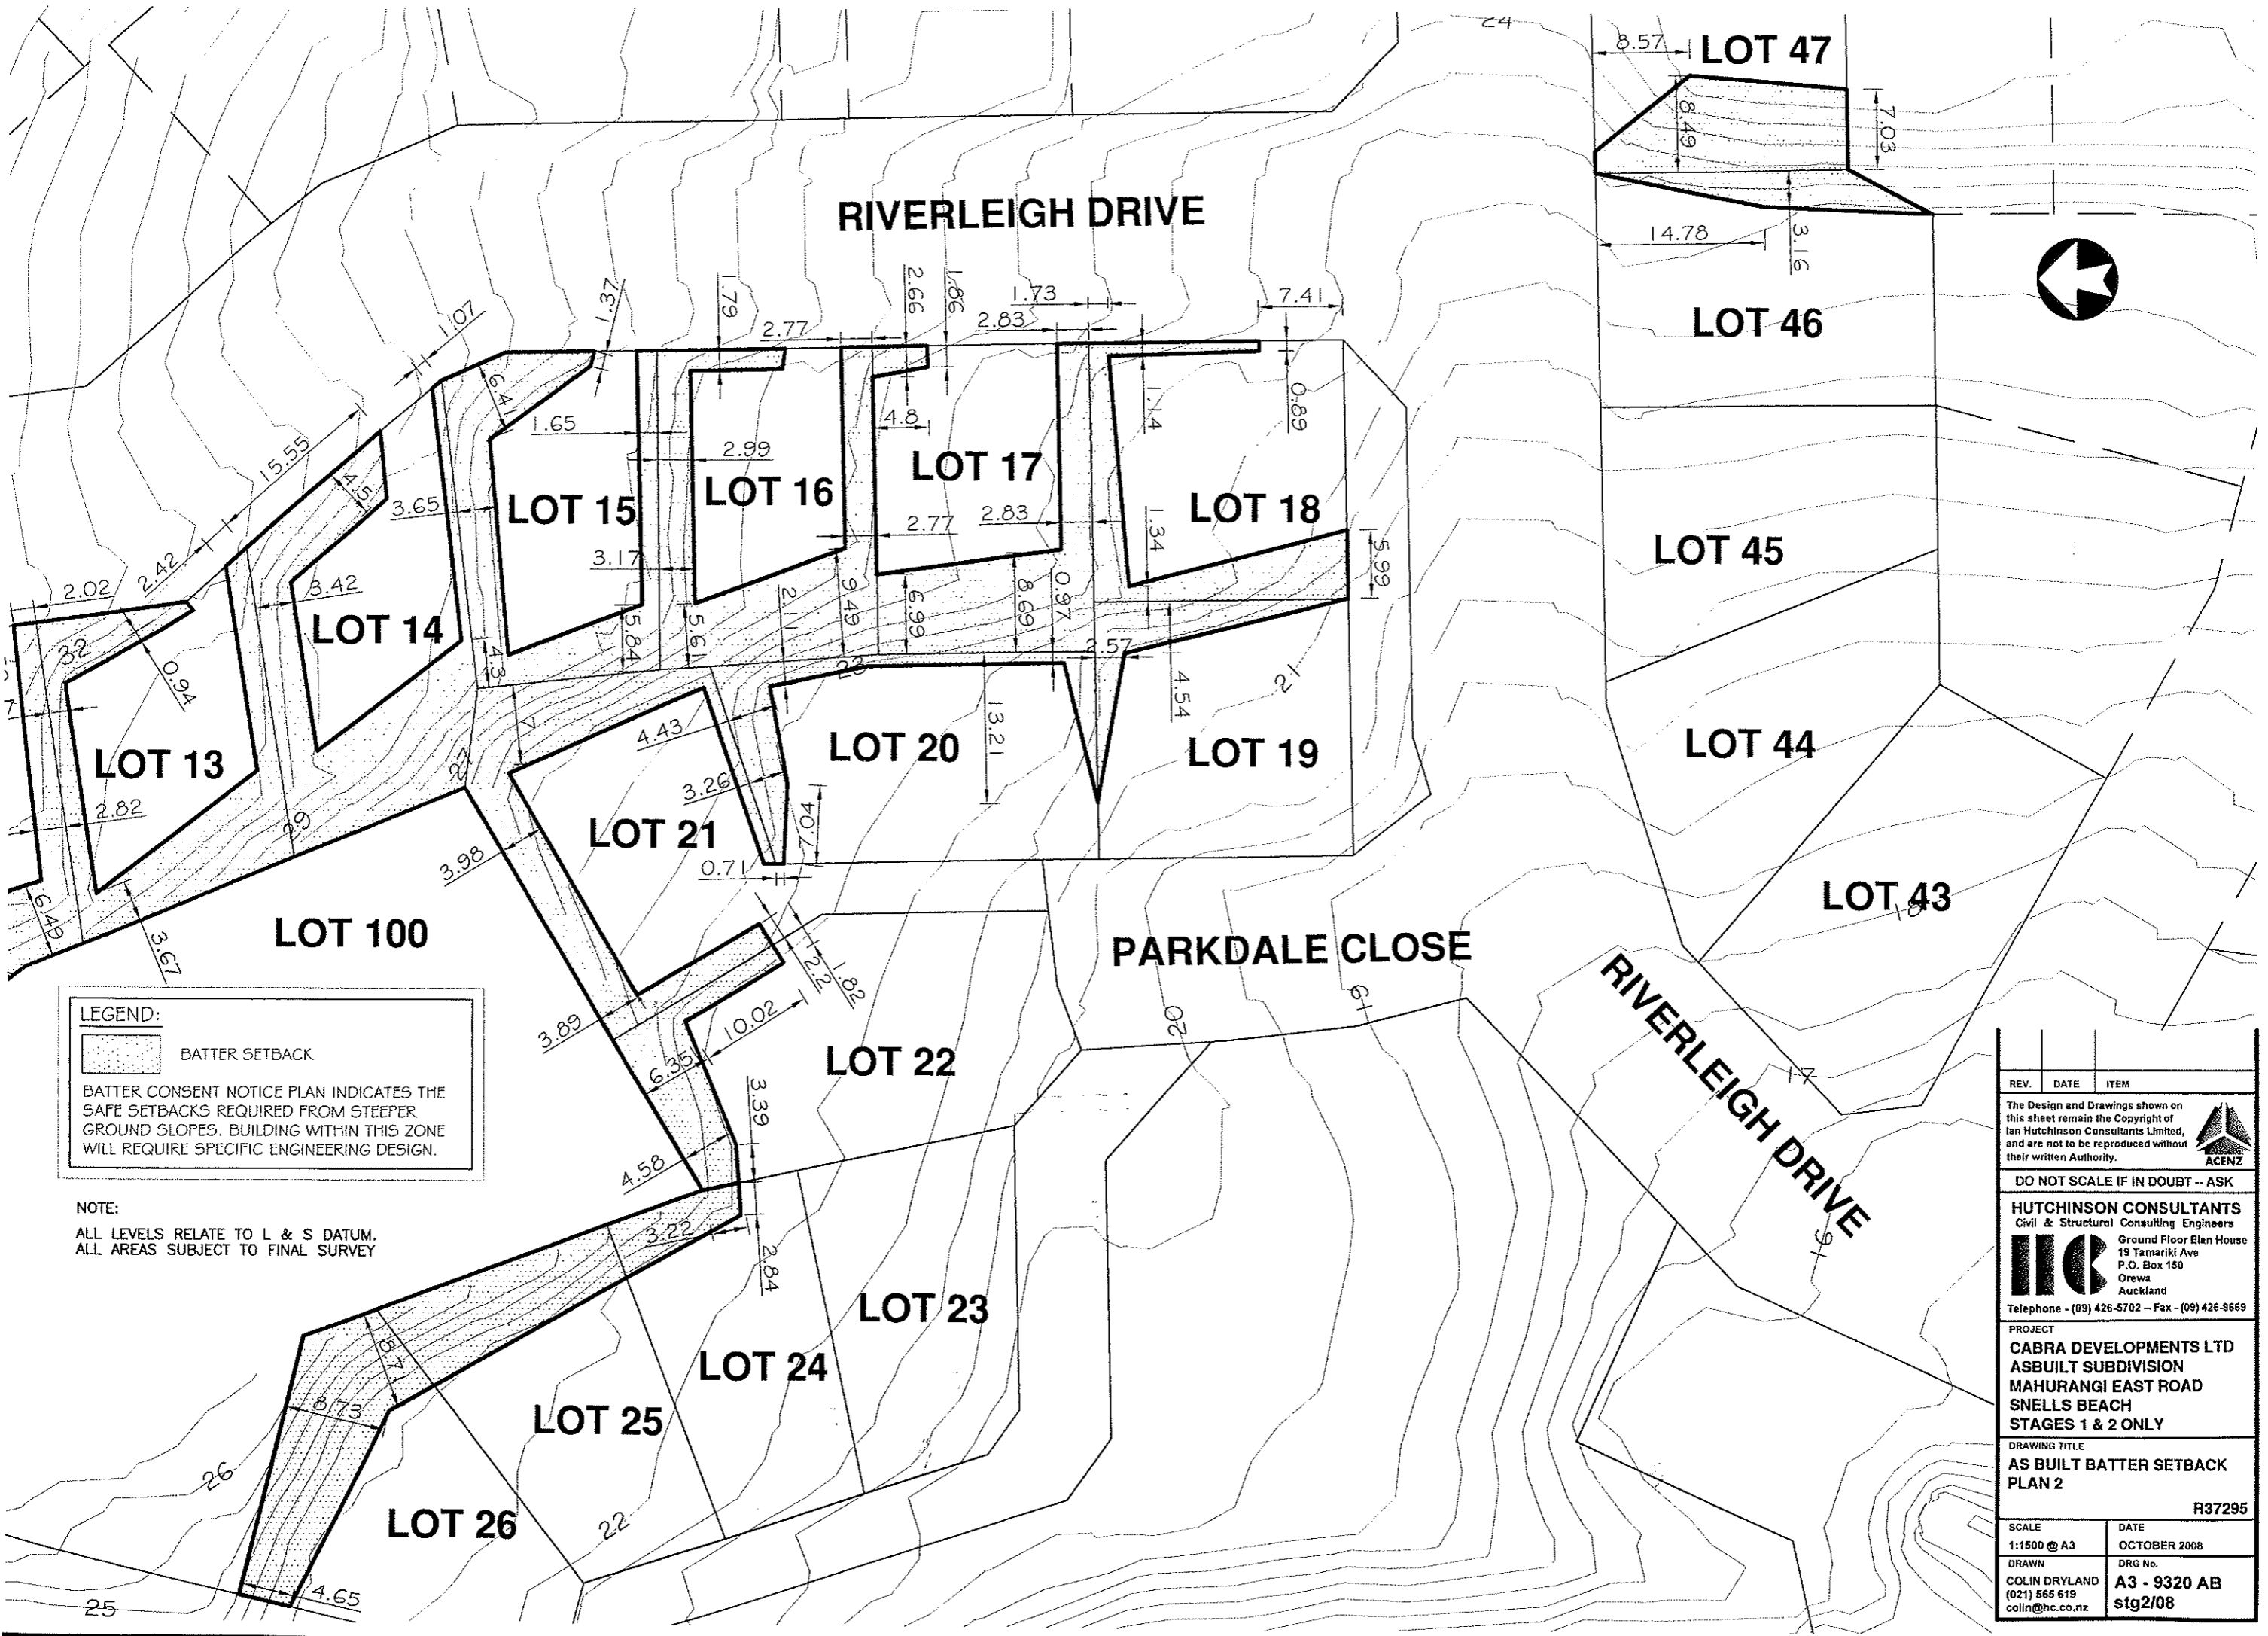 24
8.57
LOT 47
8.49
7.03
RIVERLEIGH DRIVE
14.78
3.16
LOT 46
1.37
1.79
2.66
1.86
1.73
7.41
2.77
2.83
1.07
6.41
1.65
4.8
1.14
0.89
15.55
4.5
3.65
2.99
LOT 17
LOT 16
LOT 15
LOT 18
2.77
2.83
1.34
5.99
LOT 45
2.42
2.02
3.42
3.17
LOT 14
32
0.94
4.3
5.84
5.6
2.11
9.49
6.99
8.69
0.97
2.57
23
4.54
21
7
4.43
13.21
LOT 20
LOT 19
LOT 44
LOT 13
27
3.26
2.82
29
LOT 21
7.04
3.98
0.71
LOT 43
18
6.49
3.67
LOT 100
PARKDALE CLOSE
2.2
1.82
3.89
10.02
20
19
RIVERLEIGH DRIVE
6.35
LOT 22
17
3.39
4.58
16
3.22
2.84
LOT 23
LOT 24
8.71
8.73
LOT 25
26
LOT 26
22
4.65
25
LEGEND:
BATTER SETBACK
BATTER CONSENT NOTICE PLAN INDICATES THE
SAFE SETBACKS REQUIRED FROM STEEPER
GROUND SLOPES. BUILDING WITHIN THIS ZONE
WILL REQUIRE SPECIFIC ENGINEERING DESIGN.
NOTE:
ALL LEVELS RELATE TO L & S DATUM.
ALL AREAS SUBJECT TO FINAL SURVEY
REV. DATE ITEM
The Design and Drawings shown on
this sheet remain the Copyright of
Ian Hutchinson Consultants Limited,
and are not to be reproduced without
their written Authority.
ACENZ
DO NOT SCALE IF IN DOUBT -- ASK
HUTCHINSON CONSULTANTS
Civil & Structural Consulting Engineers
Ground Floor Elan House
19 Tamariki Ave
P.O. Box 150
Orewa
Auckland
Telephone - (09) 426-5702 -- Fax - (09) 426-9669
PROJECT
CABRA DEVELOPMENTS LTD
ASBUILT SUBDIVISION
MAHURANGI EAST ROAD
SNELLS BEACH
STAGES 1 & 2 ONLY
DRAWING TITLE
AS BUILT BATTER SETBACK
PLAN 2
R37295
SCALE
1:1500 @ A3
DATE
OCTOBER 2008
DRAWN
COLIN DRYLAND
(021) 565 619
colin@hc.co.nz
DRG No.
A3 - 9320 AB
stg2/08